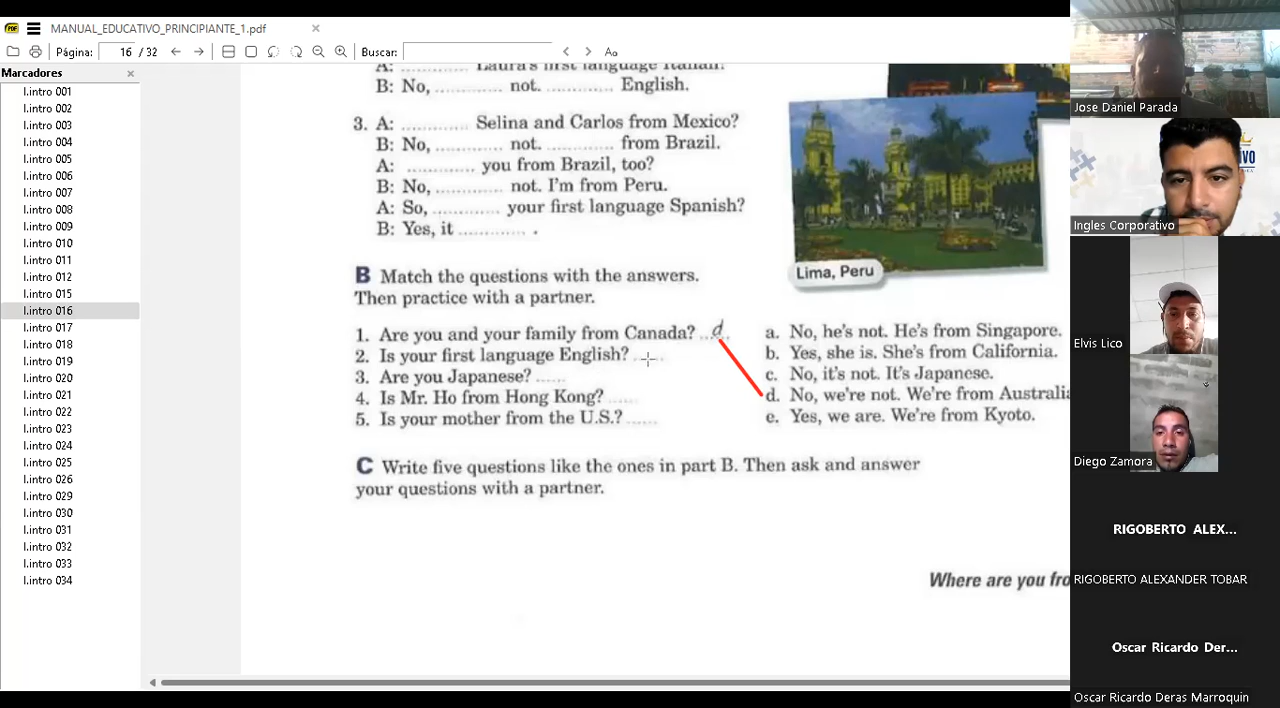 MANUAL_EDUCATIVO_PRINCIPIANTE_1.pdf
Página: 16 / 32
Buscar:
Aa
Marcadores
I.intro 001
I.intro 002
I.intro 003
I.intro 004
I.intro 005
I.intro 006
I.intro 007
I.intro 008
I.intro 009
I.intro 010
I.intro 011
I.intro 012
I.intro 015
I.intro 016
I.intro 017
I.intro 018
I.intro 019
I.intro 020
I.intro 021
I.intro 022
I.intro 023
I.intro 024
I.intro 025
I.intro 026
I.intro 029
I.intro 030
I.intro 031
I.intro 032
I.intro 033
I.intro 034
A: ............ Laura's first language Italian?
B: No, ............ not. ............ English.
3. A: ............ Selina and Carlos from Mexico?
B: No, ............ not. ............ from Brazil.
A: ............ you from Brazil, too?
B: No, ............ not. I'm from Peru.
A: So, ............ your first language Spanish?
B: Yes, it ............ .
Lima, Peru
B Match the questions with the answers.
Then practice with a partner.
1. Are you and your family from Canada? ...d...
2. Is your first language English? ......
3. Are you Japanese? ......
4. Is Mr. Ho from Hong Kong? ......
5. Is your mother from the U.S.? ......
a. No, he's not. He's from Singapore.
b. Yes, she is. She's from California.
c. No, it's not. It's Japanese.
d. No, we're not. We're from Australia
e. Yes, we are. We're from Kyoto.
C Write five questions like the ones in part B. Then ask and answer
your questions with a partner.
Where are you fro
Jose Daniel Parada
Ingles Corporativo
Elvis Lico
Diego Zamora
RIGOBERTO ALEX...
RIGOBERTO ALEXANDER TOBAR
Oscar Ricardo Der...
Oscar Ricardo Deras Marroquin